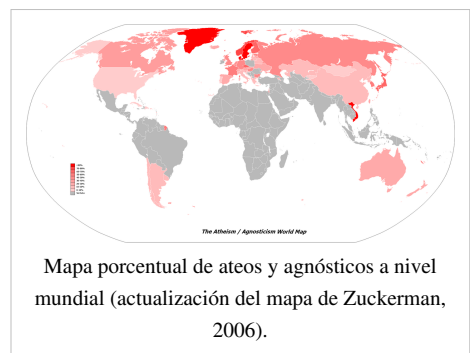 The Atheism / Agnosticism World Map
Mapa porcentual de ateos y agnósticos a nivel
mundial (actualización del mapa de Zuckerman,
2006).